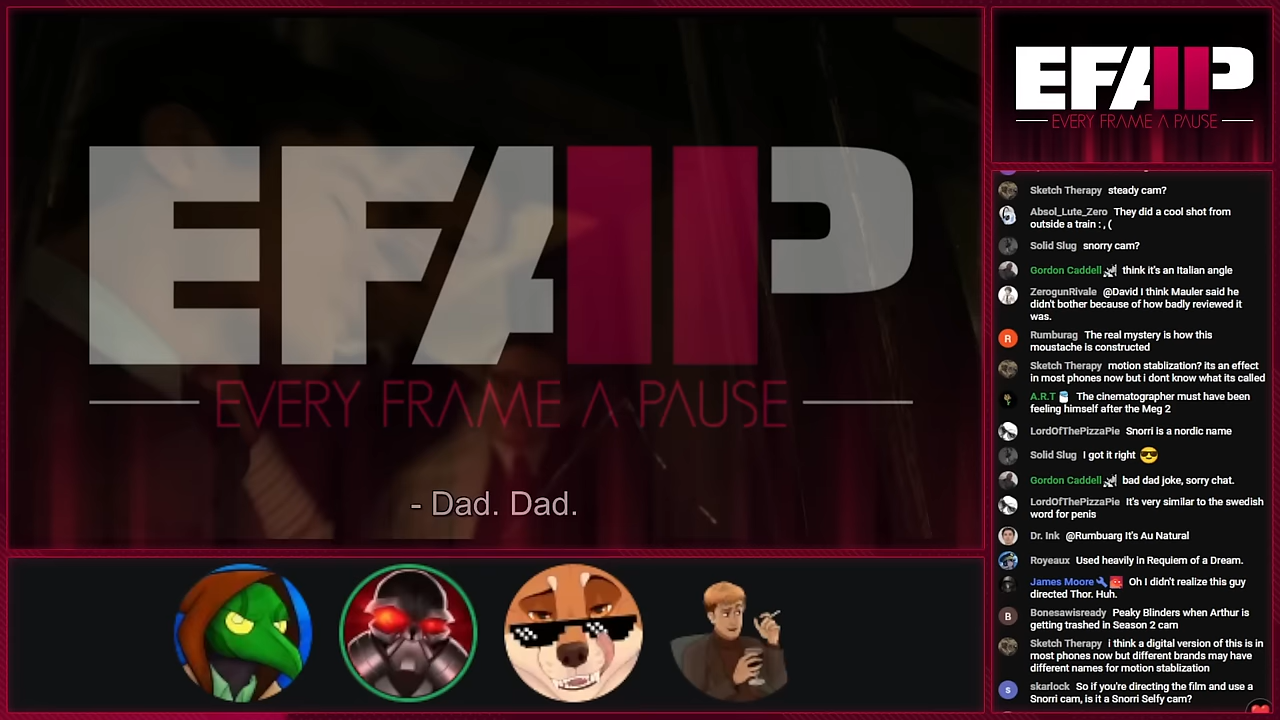 EFAP
EVERY FRAME A PAUSE
- Dad. Dad.
EFAP
EVERY FRAME A PAUSE
Sketch Therapy steady cam?
Absol_Lute_Zero They did a cool shot from
outside a train : , (
Solid Slug snorry cam?
Gordon Caddell think it's an Italian angle
ZerogunRivale @David I think Mauler said he
didn't bother because of how badly reviewed it
was.
R
Rumburag The real mystery is how this
moustache is constructed
Sketch Therapy motion stablization? its an effect
in most phones now but i dont know what its called
A.R.T The cinematographer must have been
feeling himself after the Meg 2
LordOfThePizzaPie Snorri is a nordic name
Solid Slug I got it right
Gordon Caddell bad dad joke, sorry chat.
LordOfThePizzaPie It's very similar to the swedish
word for penis
Dr. Ink @Rumbuarg It's Au Natural
Royeaux Used heavily in Requiem of a Dream.
James Moore Oh I didn't realize this guy
directed Thor. Huh.
B
Bonesawisready Peaky Blinders when Arthur is
getting trashed in Season 2 cam
Sketch Therapy i think a digital version of this is in
most phones now but different brands may have
different names for motion stablization
S
skarlock So if you're directing the film and use a
Snorri cam, is it a Snorri Selfy cam?